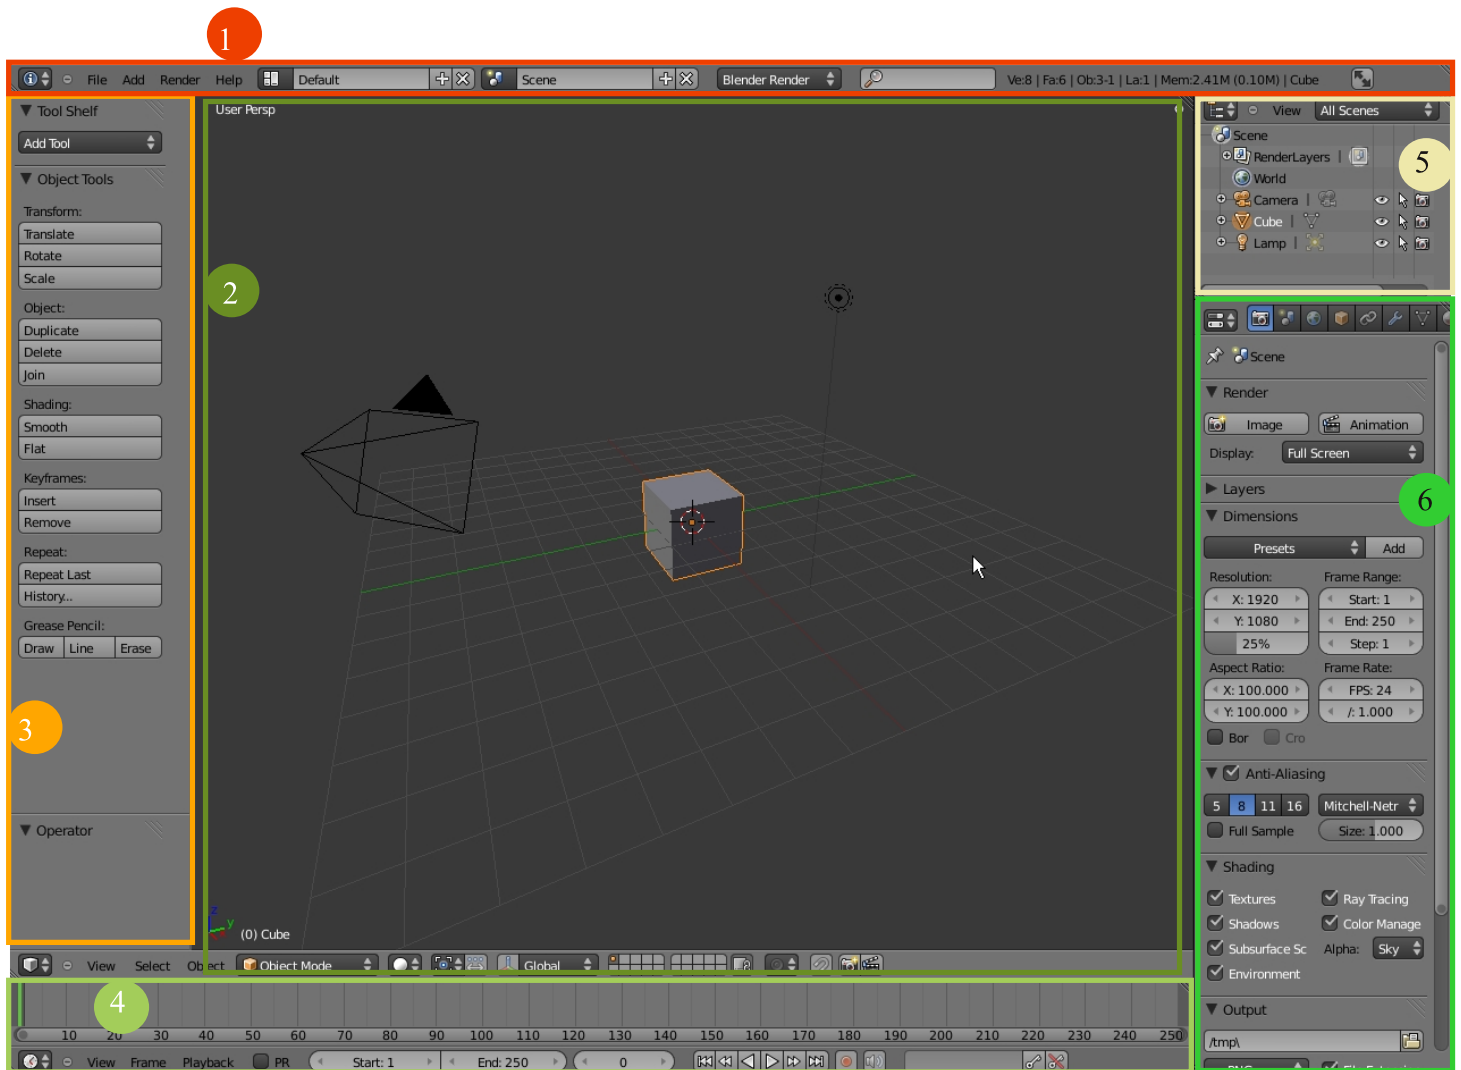 1
File Add Render Help Default Scene Blender Render Ve:8 | Fa:6 | Ob:3-1 | La:1 | Mem:2.41M (0.10M) | Cube
Tool Shelf
Add Tool
Object Tools
Transform:
Translate
Rotate
Scale
Object:
Duplicate
Delete
Join
Shading:
Smooth
Flat
Keyframes:
Insert
Remove
Repeat:
Repeat Last
History...
Grease Pencil:
Draw Line Erase
3
Operator
User Persp
2
z
y
(0) Cube
View Select Object Object Mode Global
4
10 20 30 40 50 60 70 80 90 100 110 120 130 140 150 160 170 180 190 200 210 220 230 240 250
View Frame Playback PR Start: 1 End: 250 0
View All Scenes
Scene
RenderLayers |
World
Camera |
Cube |
Lamp |
5
Scene
Render
Image Animation
Display: Full Screen
Layers
6
Dimensions
Presets Add
Resolution: Frame Range:
X: 1920 Start: 1
Y: 1080 End: 250
25% Step: 1
Aspect Ratio: Frame Rate:
X: 100.000 FPS: 24
Y: 100.000 /: 1.000
Bor Cro
Anti-Aliasing
5 8 11 16 Mitchell-Netr
Full Sample Size: 1.000
Shading
Textures Ray Tracing
Shadows Color Manage
Subsurface Sc Alpha: Sky
Environment
Output
/tmp\